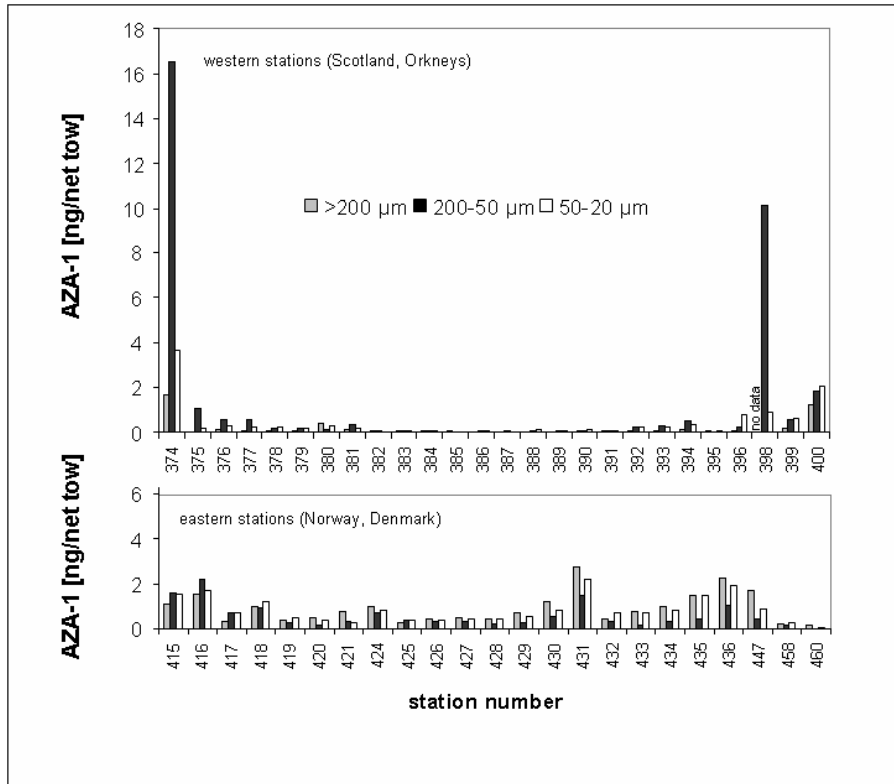 18
16
14
12
10
8
6
4
2
0
AZA-1 [ng/net tow]
western stations (Scotland, Orkneys)
>200 µm 200-50 µm 50-20 µm
no data
374 375 376 377 378 379 380 381 382 383 384 385 386 387 388 389 390 391 392 393 394 395 396 398 399 400
6
4
2
0
AZA-1 [ng/net tow]
eastern stations (Norway, Denmark)
415 416 417 418 419 420 421 424 425 426 427 428 429 430 431 432 433 434 435 436 447 458 460
station number